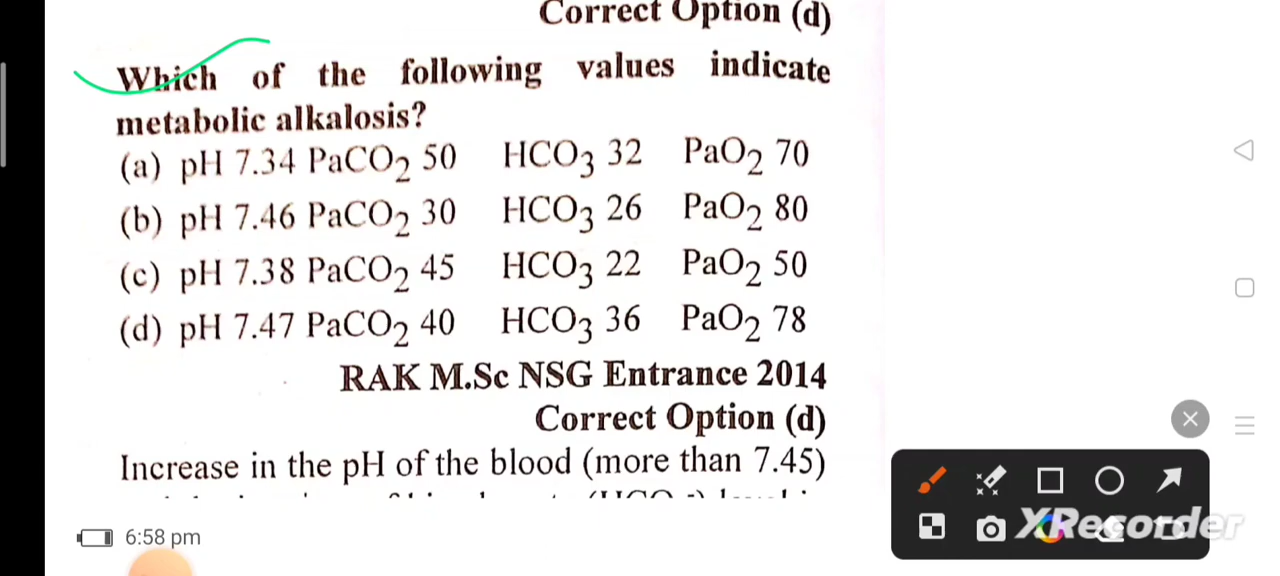 Correct Option (d)
Which of the following values indicate
metabolic alkalosis?
(a) pH 7.34 PaCO2 50 HCO3 32 PaO2 70
(b) pH 7.46 PaCO2 30 HCO3 26 PaO2 80
(c) pH 7.38 PaCO2 45 HCO3 22 PaO2 50
(d) pH 7.47 PaCO2 40 HCO3 36 PaO2 78
RAK M.Sc NSG Entrance 2014
Correct Option (d)
Increase in the pH of the blood (more than 7.45)
6:58 pm
XRecorder